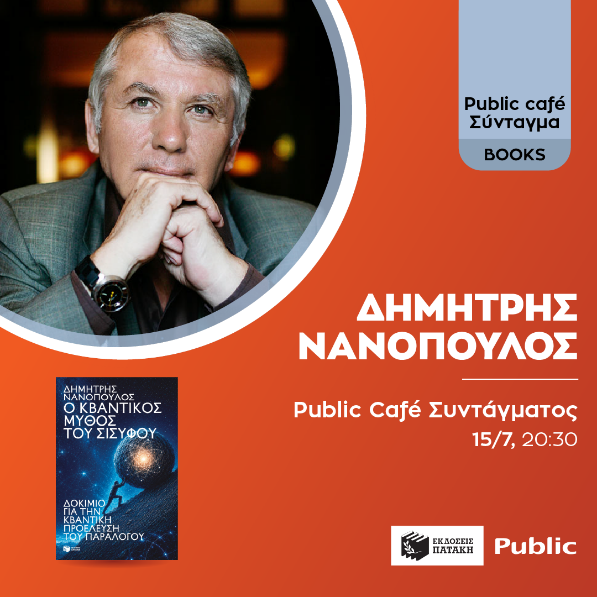 Public café
Σύνταγμα
BOOKS
ΔΗΜΗΤΡΗΣ
ΝΑΝΟΠΟΥΛΟΣ
Public Café Συντάγματος
15/7, 20:30
ΔΗΜΗΤΡΗΣ
ΝΑΝΟΠΟΥΛΟΣ
Ο ΚΒΑΝΤΙΚΟΣ
ΜΥΘΟΣ
ΤΟΥ ΣΙΣΥΦΟΥ
ΔΟΚΙΜΙΟ
ΓΙΑ ΤΗΝ
ΚΒΑΝΤΙΚΗ
ΠΡΟΕΛΕΥΣΗ
ΤΟΥ ΠΑΡΑΛΟΓΟΥ
ΕΚΔΟΣΕΙΣ
ΠΑΤΑΚΗ
Public